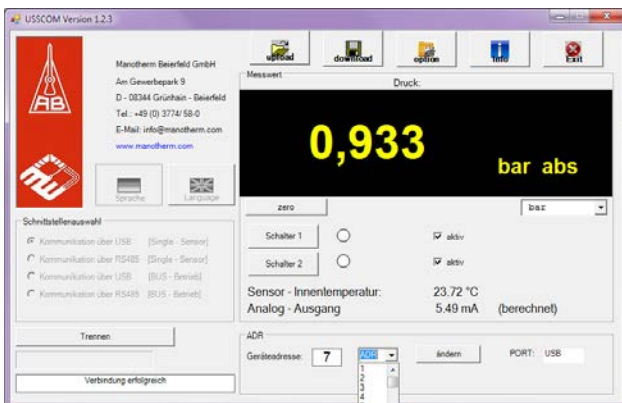 USSCOM Version 1.2.3
Manotherm Beierfeld GmbH
Am Gewerbepark 9
D - 08344 Grünhain - Beierfeld
Tel.: +49 (0) 3774/ 58-0
E-Mail: info@manotherm.com
www.manotherm.com
AB
Sprache
Language
upload
download
option
Info
Exit
Messwert
Druck:
0,933
bar abs
zero
bar
Schalter 1
aktiv
Schalter 2
aktiv
Sensor - Innentemperatur: 23.72 °C
Analog - Ausgang 5.49 mA (berechnet)
Schnittstellenauswahl
Kommunikation über USB (Single - Sensor)
Kommunikation über RS485 (Single - Sensor)
Kommunikation über USB (BUS - Betrieb)
Kommunikation über RS485 (BUS - Betrieb)
Trennen
Verbindung erfolgreich
ADR
Geräteadresse: 7 ADR ändern PORT: USB
1
2
3
4